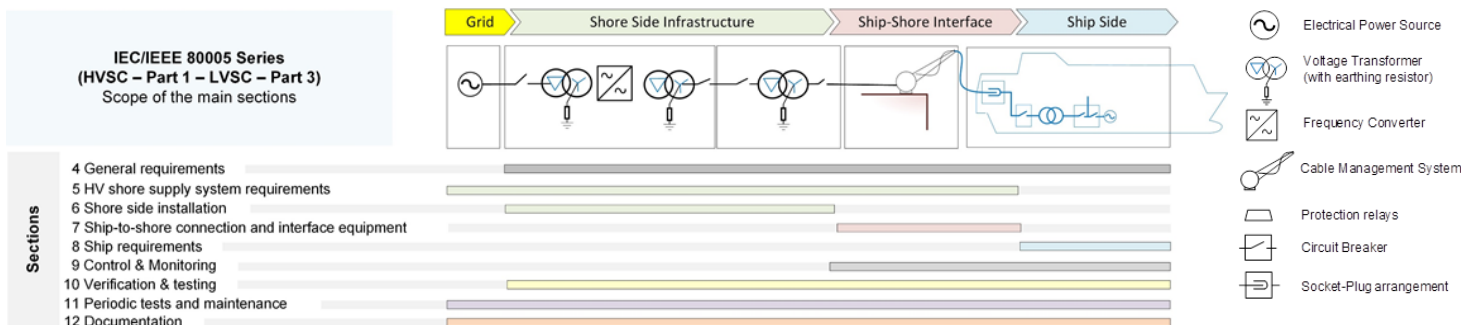 Grid
Shore Side Infrastructure
Ship-Shore Interface
Ship Side
IEC/IEEE 80005 Series
(HVSC – Part 1 – LVSC – Part 3)
Scope of the main sections
Electrical Power Source
Voltage Transformer
(with earthing resistor)
Frequency Converter
Cable Management System
Protection relays
Circuit Breaker
Socket-Plug arrangement
Sections
4 General requirements
5 HV shore supply system requirements
6 Shore side installation
7 Ship-to-shore connection and interface equipment
8 Ship requirements
9 Control & Monitoring
10 Verification & testing
11 Periodic tests and maintenance
12 Documentation